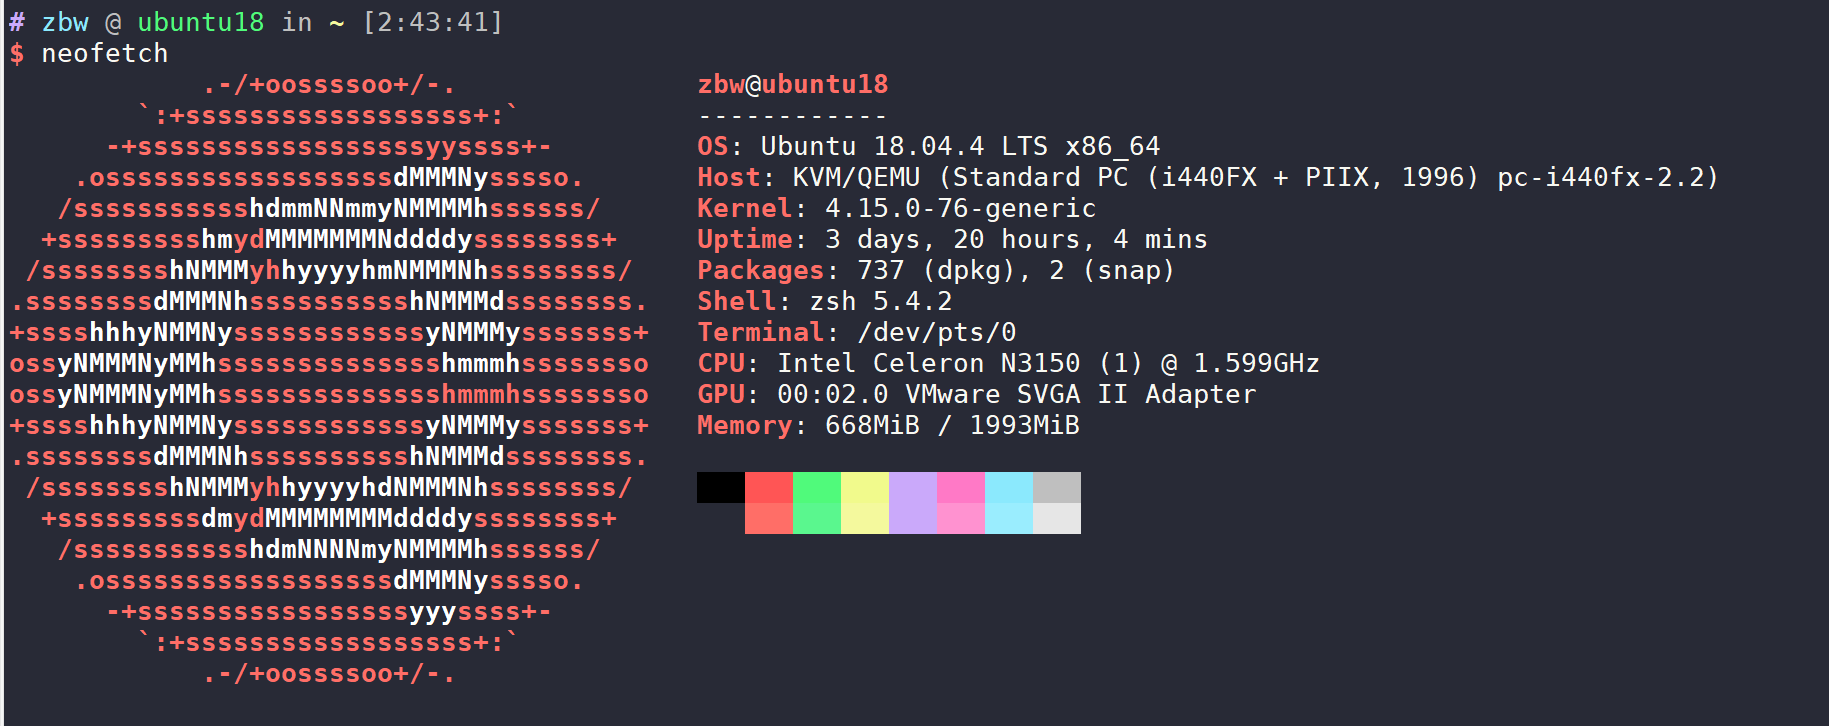 # zbw @ ubuntu18 in ~ [2:43:41]
$ neofetch
            .-/+oossssoo+/-.               zbw@ubuntu18
        `:+ssssssssssssssssss+:`           ------------
      -+ssssssssssssssssssyyssss+-         OS: Ubuntu 18.04.4 LTS x86_64
    .ossssssssssssssssssdMMMNysssso.       Host: KVM/QEMU (Standard PC (i440FX + PIIX, 1996) pc-i440fx-2.2)
   /ssssssssssshdmmNNmmyNMMMMhssssss/      Kernel: 4.15.0-76-generic
  +ssssssssshmydMMMMMMMNddddyssssssss+     Uptime: 3 days, 20 hours, 4 mins
 /sssssssshNMMMyhhyyyyhmNMMMNhssssssss/    Packages: 737 (dpkg), 2 (snap)
.ssssssssdMMMNhsssssssssshNMMMdssssssss.   Shell: zsh 5.4.2
+sssshhhyNMMNyssssssssssssyNMMMysssssss+   Terminal: /dev/pts/0
ossyNMMMNyMMhsssssssssssssshmmmhssssssso   CPU: Intel Celeron N3150 (1) @ 1.599GHz
ossyNMMMNyMMhsssssssssssssshmmmhssssssso   GPU: 00:02.0 VMware SVGA II Adapter
+sssshhhyNMMNyssssssssssssyNMMMysssssss+   Memory: 668MiB / 1993MiB
.ssssssssdMMMNhsssssssssshNMMMdssssssss.
 /sssssssshNMMMyhhyyyyhdNMMMNhssssssss/
  +sssssssssdmydMMMMMMMMddddyssssssss+
   /ssssssssssshdmNNNNmyNMMMMhssssss/
    .ossssssssssssssssssdMMMNysssso.
      -+sssssssssssssssssyyyssss+-
        `:+ssssssssssssssssss+:`
            .-/+oossssoo+/-.